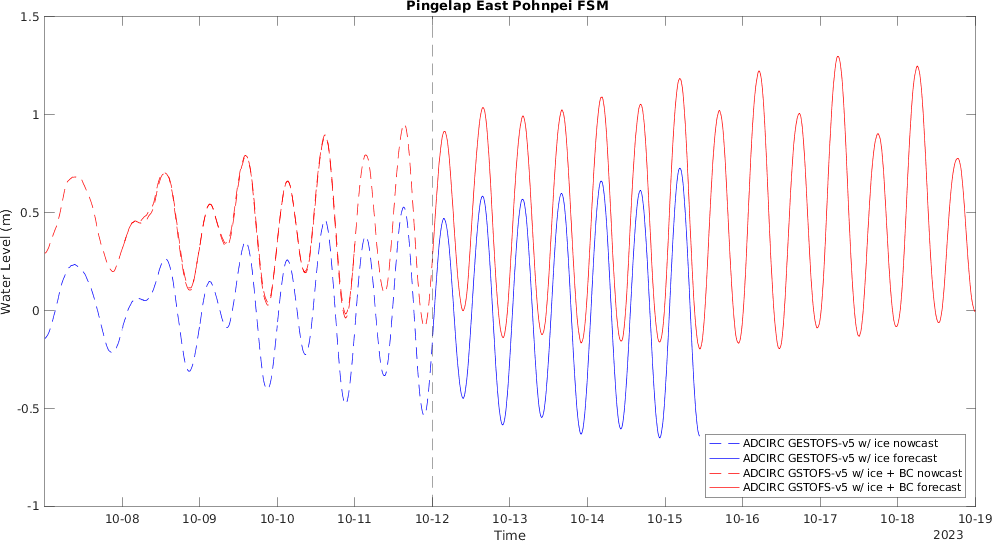 Pingelap East Pohnpei FSM
1.5
1
0.5
0
-0.5
-1
Water Level (m)
10-08
10-09
10-10
10-11
10-12
10-13
10-14
10-15
10-16
10-17
10-18
10-19
Time
2023
ADCIRC GESTOFS-v5 w/ ice nowcast
ADCIRC GESTOFS-v5 w/ ice forecast
ADCIRC GSTOFS-v5 w/ ice + BC nowcast
ADCIRC GSTOFS-v5 w/ ice + BC forecast